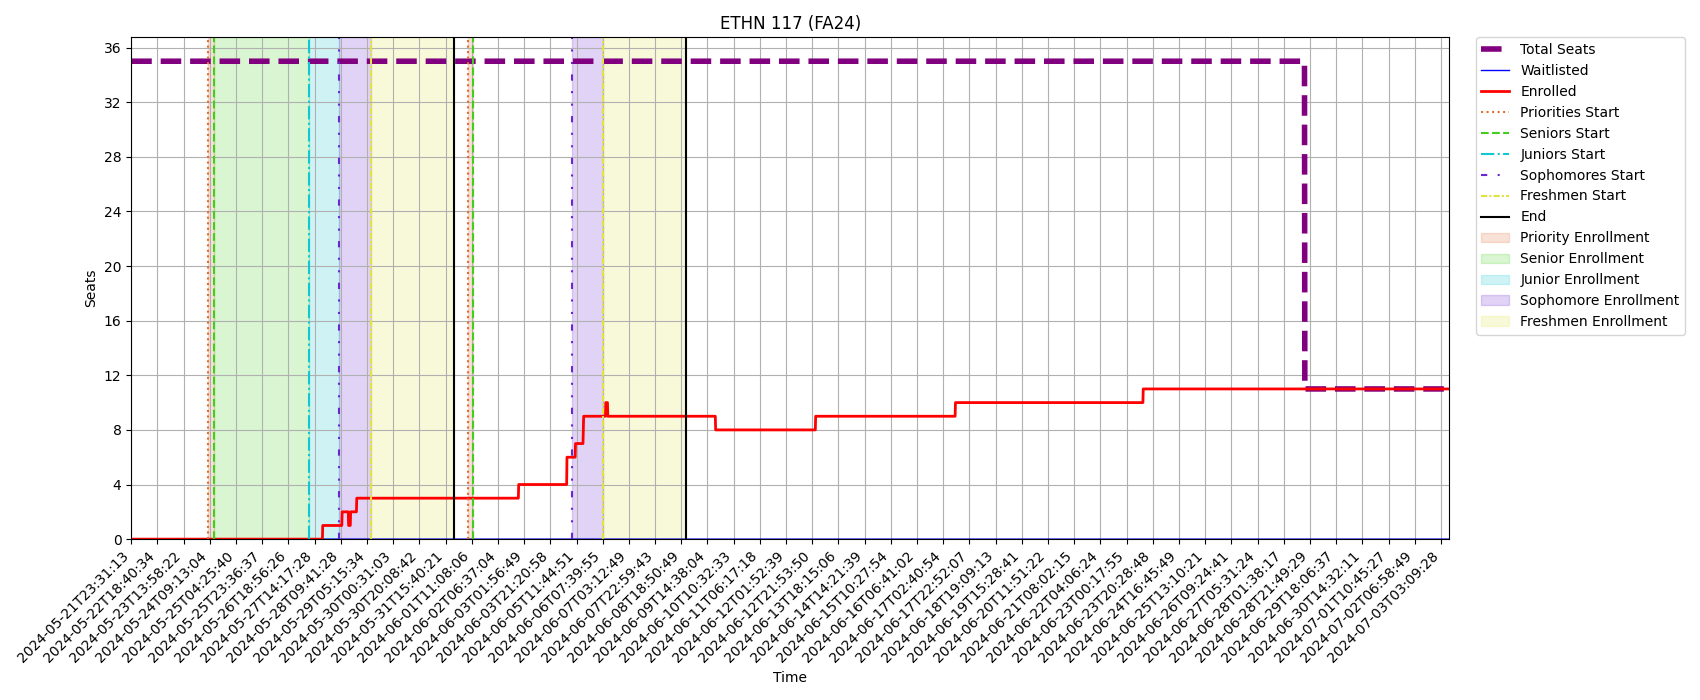 ETHN 117 (FA24)
Seats
36
32
28
24
20
16
12
8
4
0
2024-05-21T23:31:13
2024-05-22T18:40:34
2024-05-23T13:58:22
2024-05-24T09:13:04
2024-05-25T04:25:40
2024-05-25T23:36:37
2024-05-26T18:56:26
2024-05-27T14:17:28
2024-05-28T09:41:28
2024-05-29T05:15:34
2024-05-30T00:31:03
2024-05-30T20:08:42
2024-05-31T15:40:21
2024-06-01T11:08:06
2024-06-02T06:37:04
2024-06-03T01:56:49
2024-06-03T21:20:58
2024-06-05T11:44:51
2024-06-06T07:39:55
2024-06-07T03:12:49
2024-06-07T22:59:43
2024-06-08T18:50:49
2024-06-09T14:38:04
2024-06-10T10:32:33
2024-06-11T06:17:18
2024-06-12T01:52:39
2024-06-12T21:53:50
2024-06-13T18:15:06
2024-06-14T14:21:39
2024-06-15T10:27:54
2024-06-16T06:41:02
2024-06-17T02:40:54
2024-06-17T22:52:07
2024-06-18T19:09:13
2024-06-19T15:28:41
2024-06-20T11:51:22
2024-06-21T08:02:15
2024-06-22T04:06:24
2024-06-23T00:17:55
2024-06-23T20:28:48
2024-06-24T16:45:49
2024-06-25T13:10:21
2024-06-26T09:24:41
2024-06-27T05:31:24
2024-06-28T01:38:17
2024-06-28T21:49:29
2024-06-29T18:06:37
2024-06-30T14:32:11
2024-07-01T10:45:27
2024-07-02T06:58:49
2024-07-03T03:09:28
Time
Total Seats
Waitlisted
Enrolled
Priorities Start
Seniors Start
Juniors Start
Sophomores Start
Freshmen Start
End
Priority Enrollment
Senior Enrollment
Junior Enrollment
Sophomore Enrollment
Freshmen Enrollment